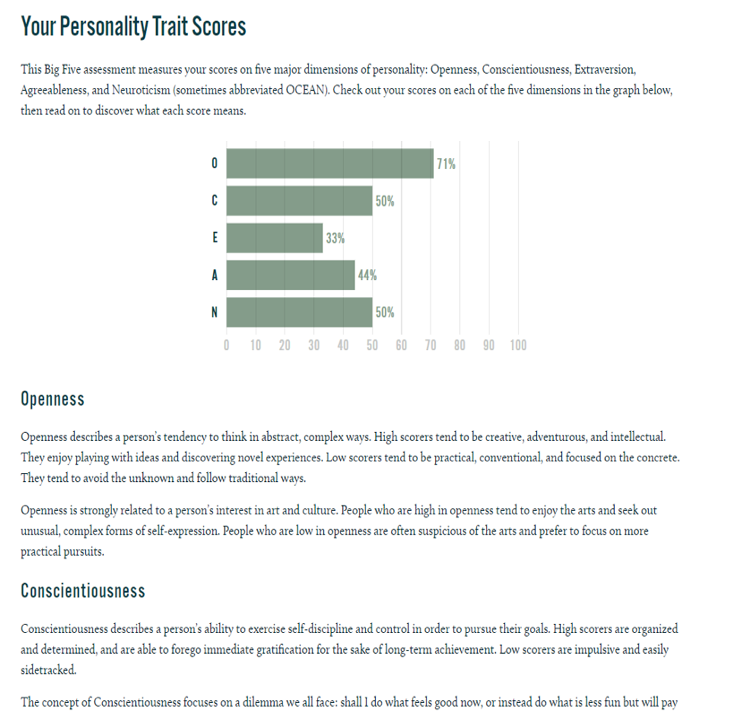 Your Personality Trait Scores
This Big Five assessment measures your scores on five major dimensions of personality: Openness, Conscientiousness, Extraversion,
Agreeableness, and Neuroticism (sometimes abbreviated OCEAN). Check out your scores on each of the five dimensions in the graph below,
then read on to discover what each score means.
O 71%
C 50%
E 33%
A 44%
N 50%
0 10 20 30 40 50 60 70 80 90 100
Openness
Openness describes a person's tendency to think in abstract, complex ways. High scorers tend to be creative, adventurous, and intellectual.
They enjoy playing with ideas and discovering novel experiences. Low scorers tend to be practical, conventional, and focused on the concrete.
They tend to avoid the unknown and follow traditional ways.
Openness is strongly related to a person's interest in art and culture. People who are high in openness tend to enjoy the arts and seek out
unusual, complex forms of self-expression. People who are low in openness are often suspicious of the arts and prefer to focus on more
practical pursuits.
Conscientiousness
Conscientiousness describes a person's ability to exercise self-discipline and control in order to pursue their goals. High scorers are organized
and determined, and are able to forego immediate gratification for the sake of long-term achievement. Low scorers are impulsive and easily
sidetracked.
The concept of Conscientiousness focuses on a dilemma we all face: shall I do what feels good now, or instead do what is less fun but will pay